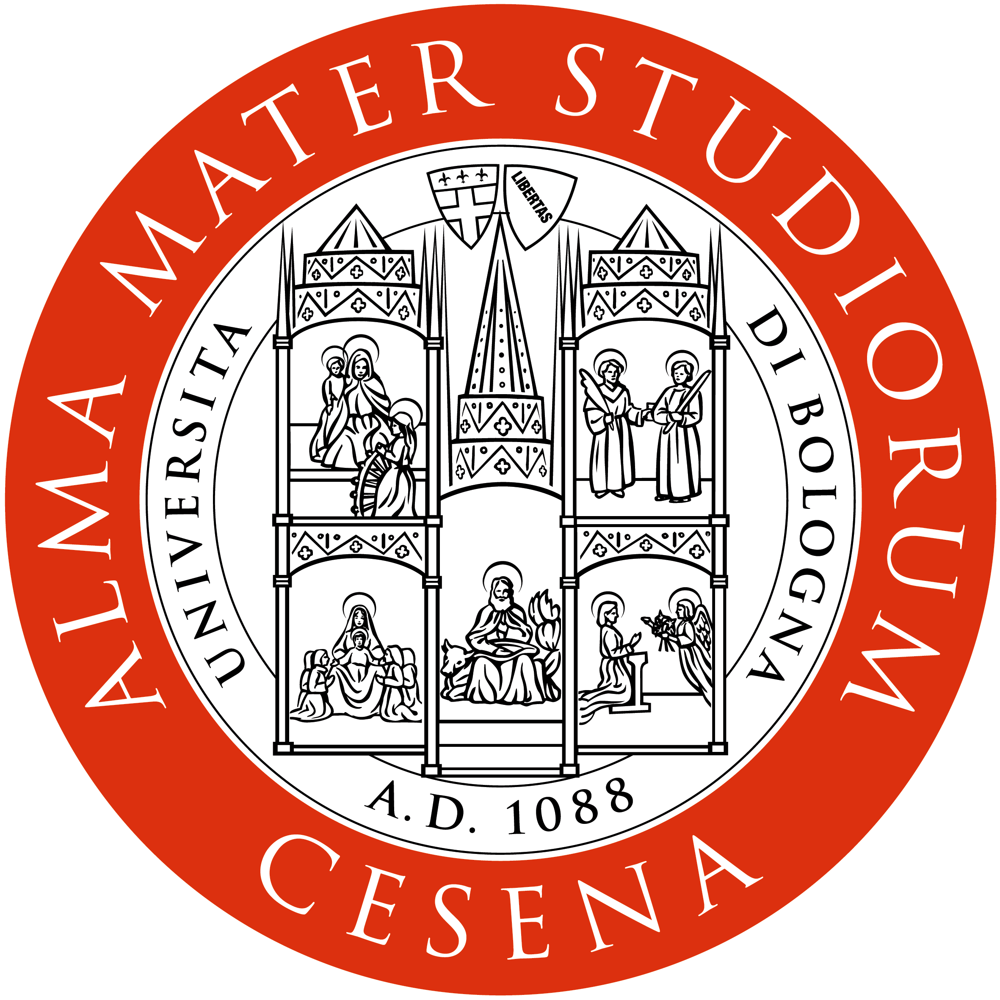 ALMA MATER STUDIORUM
CESENA
UNIVERSITA DI BOLOGNA
A.D. 1088
LIBERTAS